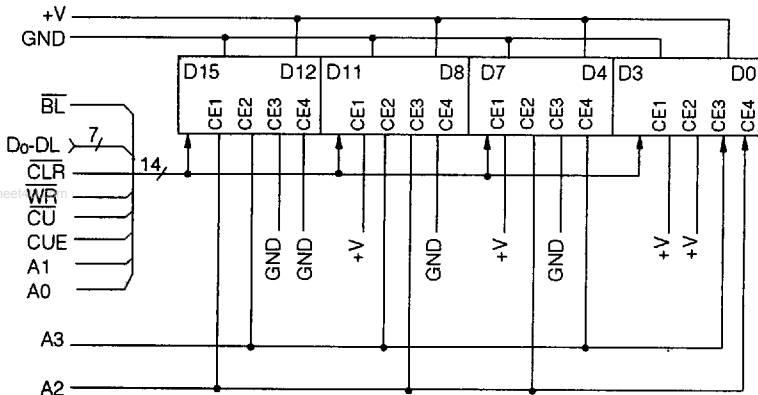 +V
GND
D15 D12 D11 D8 D7 D4 D3 D0
CE1 CE2 CE3 CE4 CE1 CE2 CE3 CE4 CE1 CE2 CE3 CE4 CE1 CE2 CE3 CE4
BL
D0-DL 7
CLR 14
WR
CU
CUE
A1
A0
GND GND +V GND +V GND +V +V
A3
A2